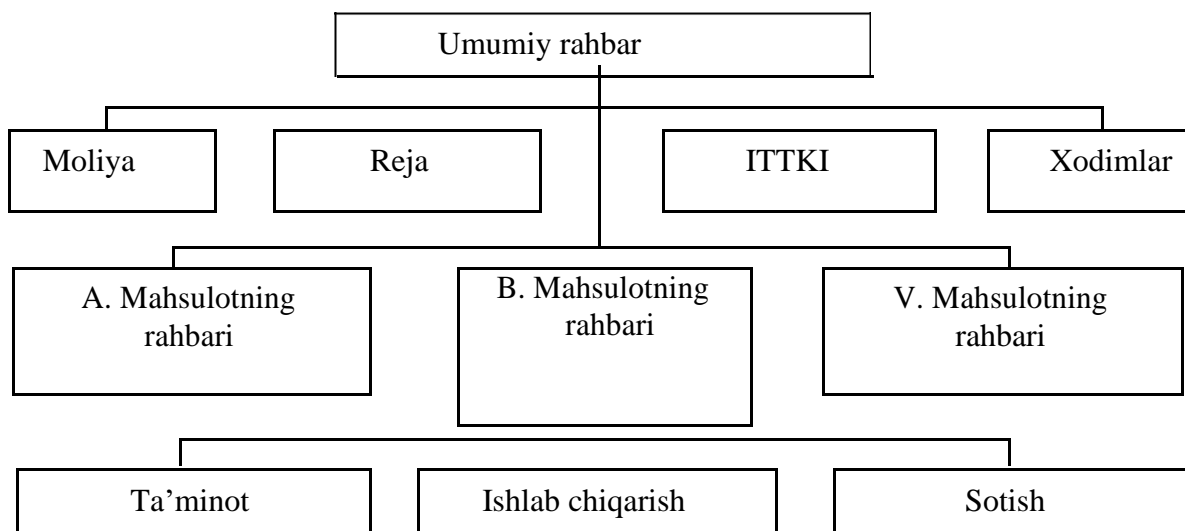 Umumiy rahbar
Moliya
Reja
ITTKI
Xodimlar
A. Mahsulotning
rahbari
B. Mahsulotning
rahbari
V. Mahsulotning
rahbari
Ta’minot
Ishlab chiqarish
Sotish